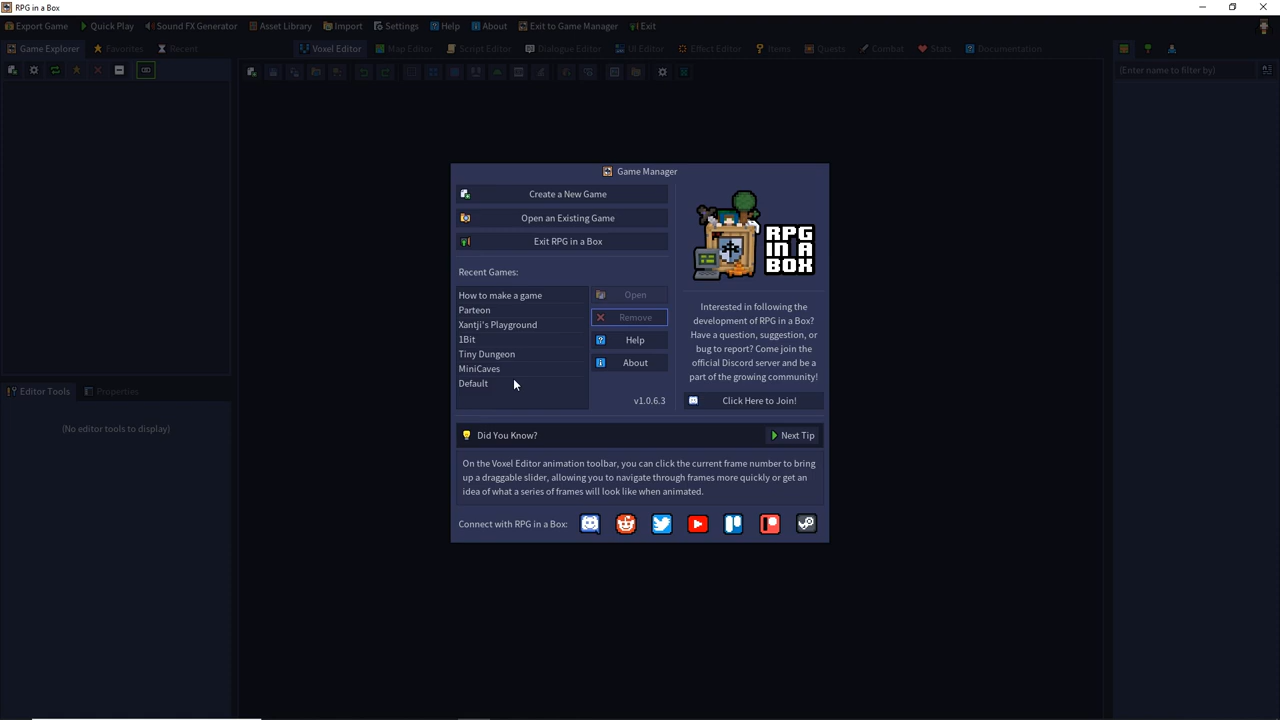 RPG in a Box
Export Game Quick Play Sound FX Generator Asset Library Import Settings Help About Exit to Game Manager Exit
Game Explorer Favorites Recent Voxel Editor Map Editor Script Editor Dialogue Editor UI Editor Effect Editor Items Quests Combat Stats Documentation
(Enter name to filter by)
Game Manager
Create a New Game
Open an Existing Game
Exit RPG in a Box
RPG
IN A
BOX
Recent Games:
How to make a game
Parteon
Xantji's Playground
1Bit
Tiny Dungeon
MiniCaves
Default
Open
Remove
Help
About
v1.0.6.3
Interested in following the
development of RPG in a Box?
Have a question, suggestion, or
bug to report? Come join the
official Discord server and be a
part of the growing community!
Click Here to Join!
Editor Tools Properties
(No editor tools to display)
Did You Know? Next Tip
On the Voxel Editor animation toolbar, you can click the current frame number to bring
up a draggable slider, allowing you to navigate through frames more quickly or get an
idea of what a series of frames will look like when animated.
Connect with RPG in a Box: